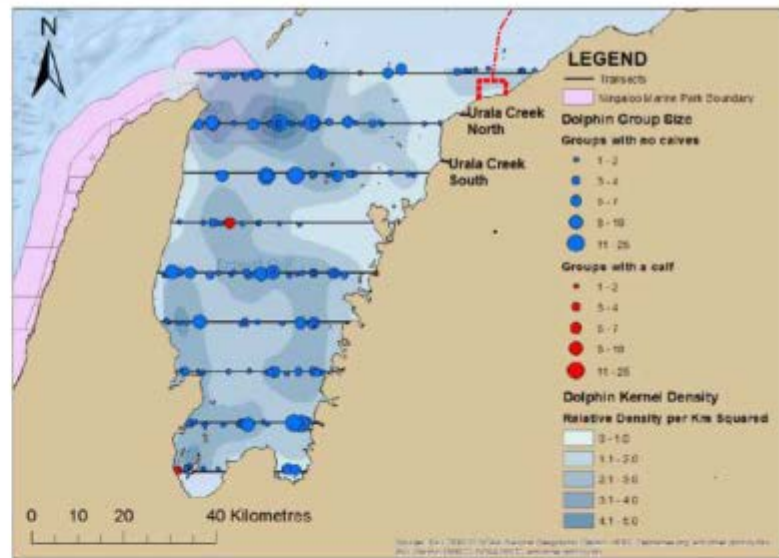 N
LEGEND
Transects
Ningaloo Marine Park Boundary
Dolphin Group Size
Groups with no calves
1 - 2
3 - 4
5 - 7
8 - 10
11 - 25
Groups with a calf
1 - 2
3 - 4
5 - 7
8 - 10
11 - 25
Dolphin Kernel Density
Relative Density per Km Squared
0 - 1.0
1.1 - 2.0
2.1 - 3.0
3.1 - 4.0
4.1 - 5.0
Urala Creek
North
Urala Creek
South
0 10 20 40 Kilometres